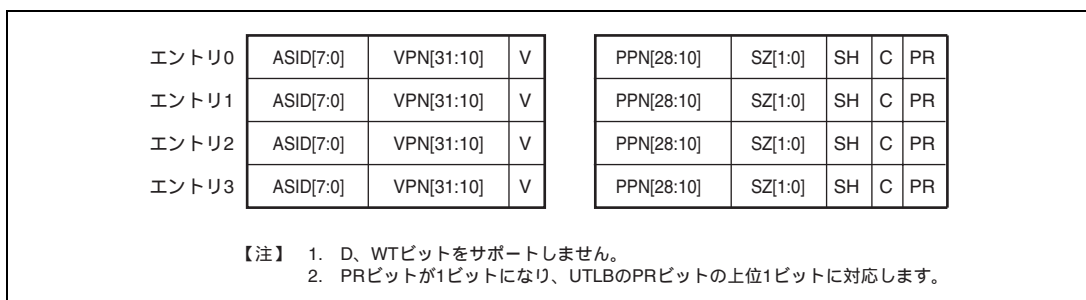 エントリ0 ASID[7:0] VPN[31:10] V PPN[28:10] SZ[1:0] SH C PR
エントリ1 ASID[7:0] VPN[31:10] V PPN[28:10] SZ[1:0] SH C PR
エントリ2 ASID[7:0] VPN[31:10] V PPN[28:10] SZ[1:0] SH C PR
エントリ3 ASID[7:0] VPN[31:10] V PPN[28:10] SZ[1:0] SH C PR
【注】 1. D、WTビットをサポートしません。
2. PRビットが1ビットになり、UTLBのPRビットの上位1ビットに対応します。